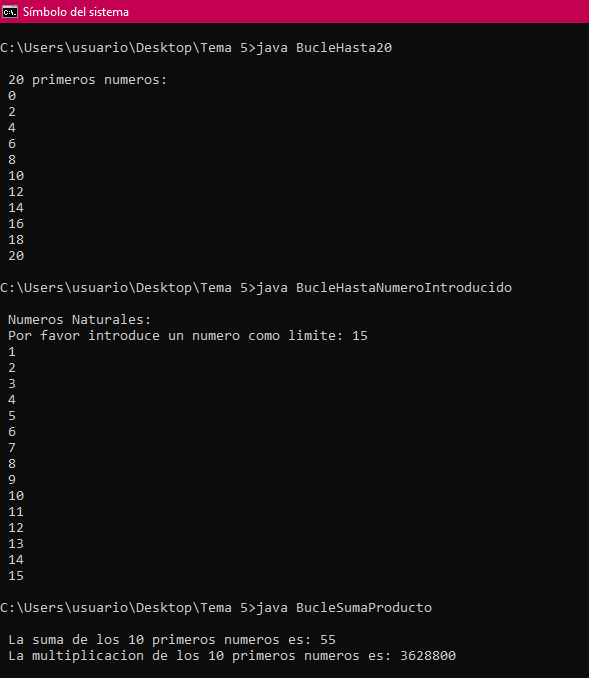 Símbolo del sistema
C:\Users\usuario\Desktop\Tema 5>java BucleHasta20
20 primeros numeros:
0
2
4
6
8
10
12
14
16
18
20
C:\Users\usuario\Desktop\Tema 5>java BucleHastaNumeroIntroducido
Numeros Naturales:
Por favor introduce un numero como limite: 15
1
2
3
4
5
6
7
8
9
10
11
12
13
14
15
C:\Users\usuario\Desktop\Tema 5>java BucleSumaProducto
La suma de los 10 primeros numeros es: 55
La multiplicacion de los 10 primeros numeros es: 3628800